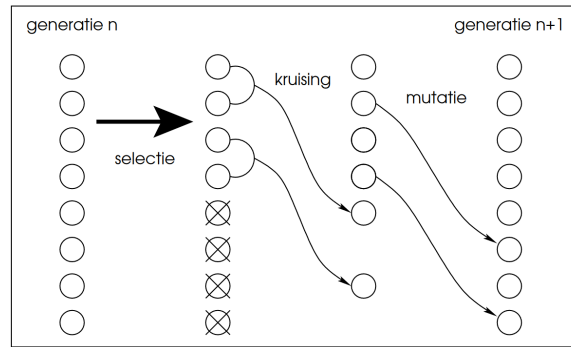 generatie n
generatie n+1
kruising
mutatie
selectie